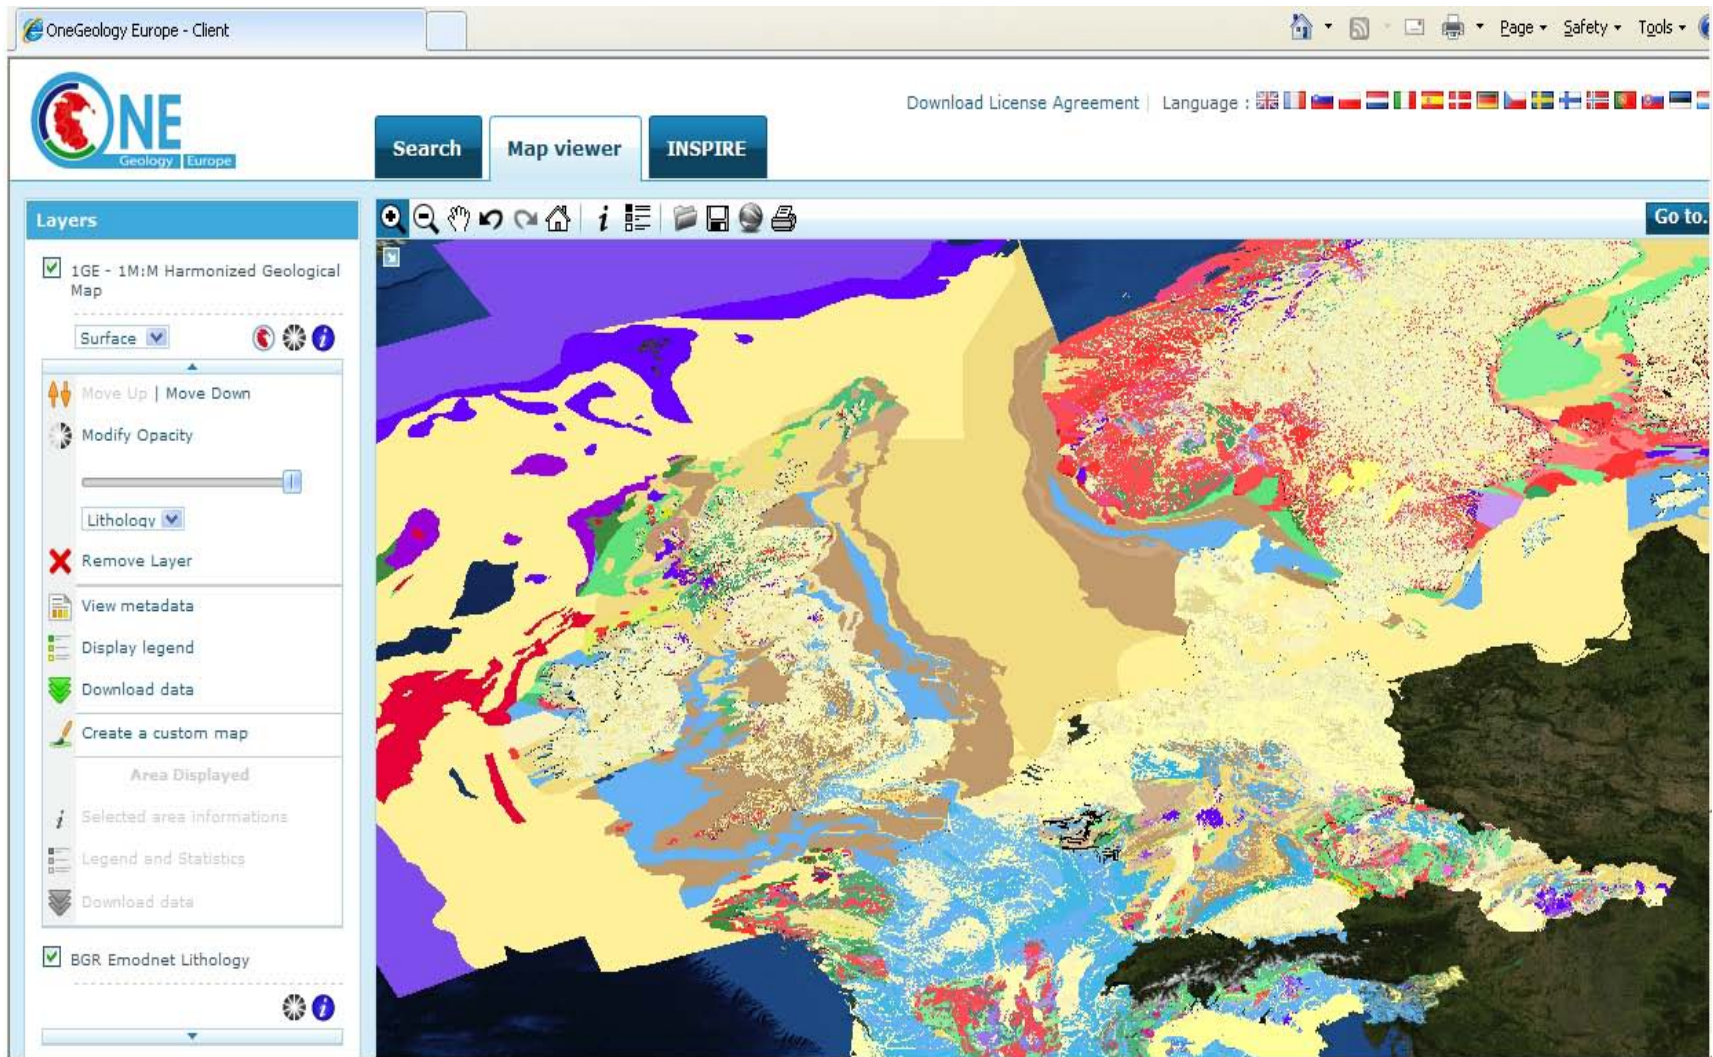 OneGeology Europe - Client
Page
Safety
Tools
ONE
Geology Europe
Download License Agreement | Language :
Search
Map viewer
INSPIRE
Layers
Go to.
1GE - 1M:M Harmonized Geological
Map
Surface
Move Up | Move Down
Modify Opacity
Lithology
Remove Layer
View metadata
Display legend
Download data
Create a custom map
Area Displayed
Selected area informations
Legend and Statistics
Download data
BGR Emodnet Lithology